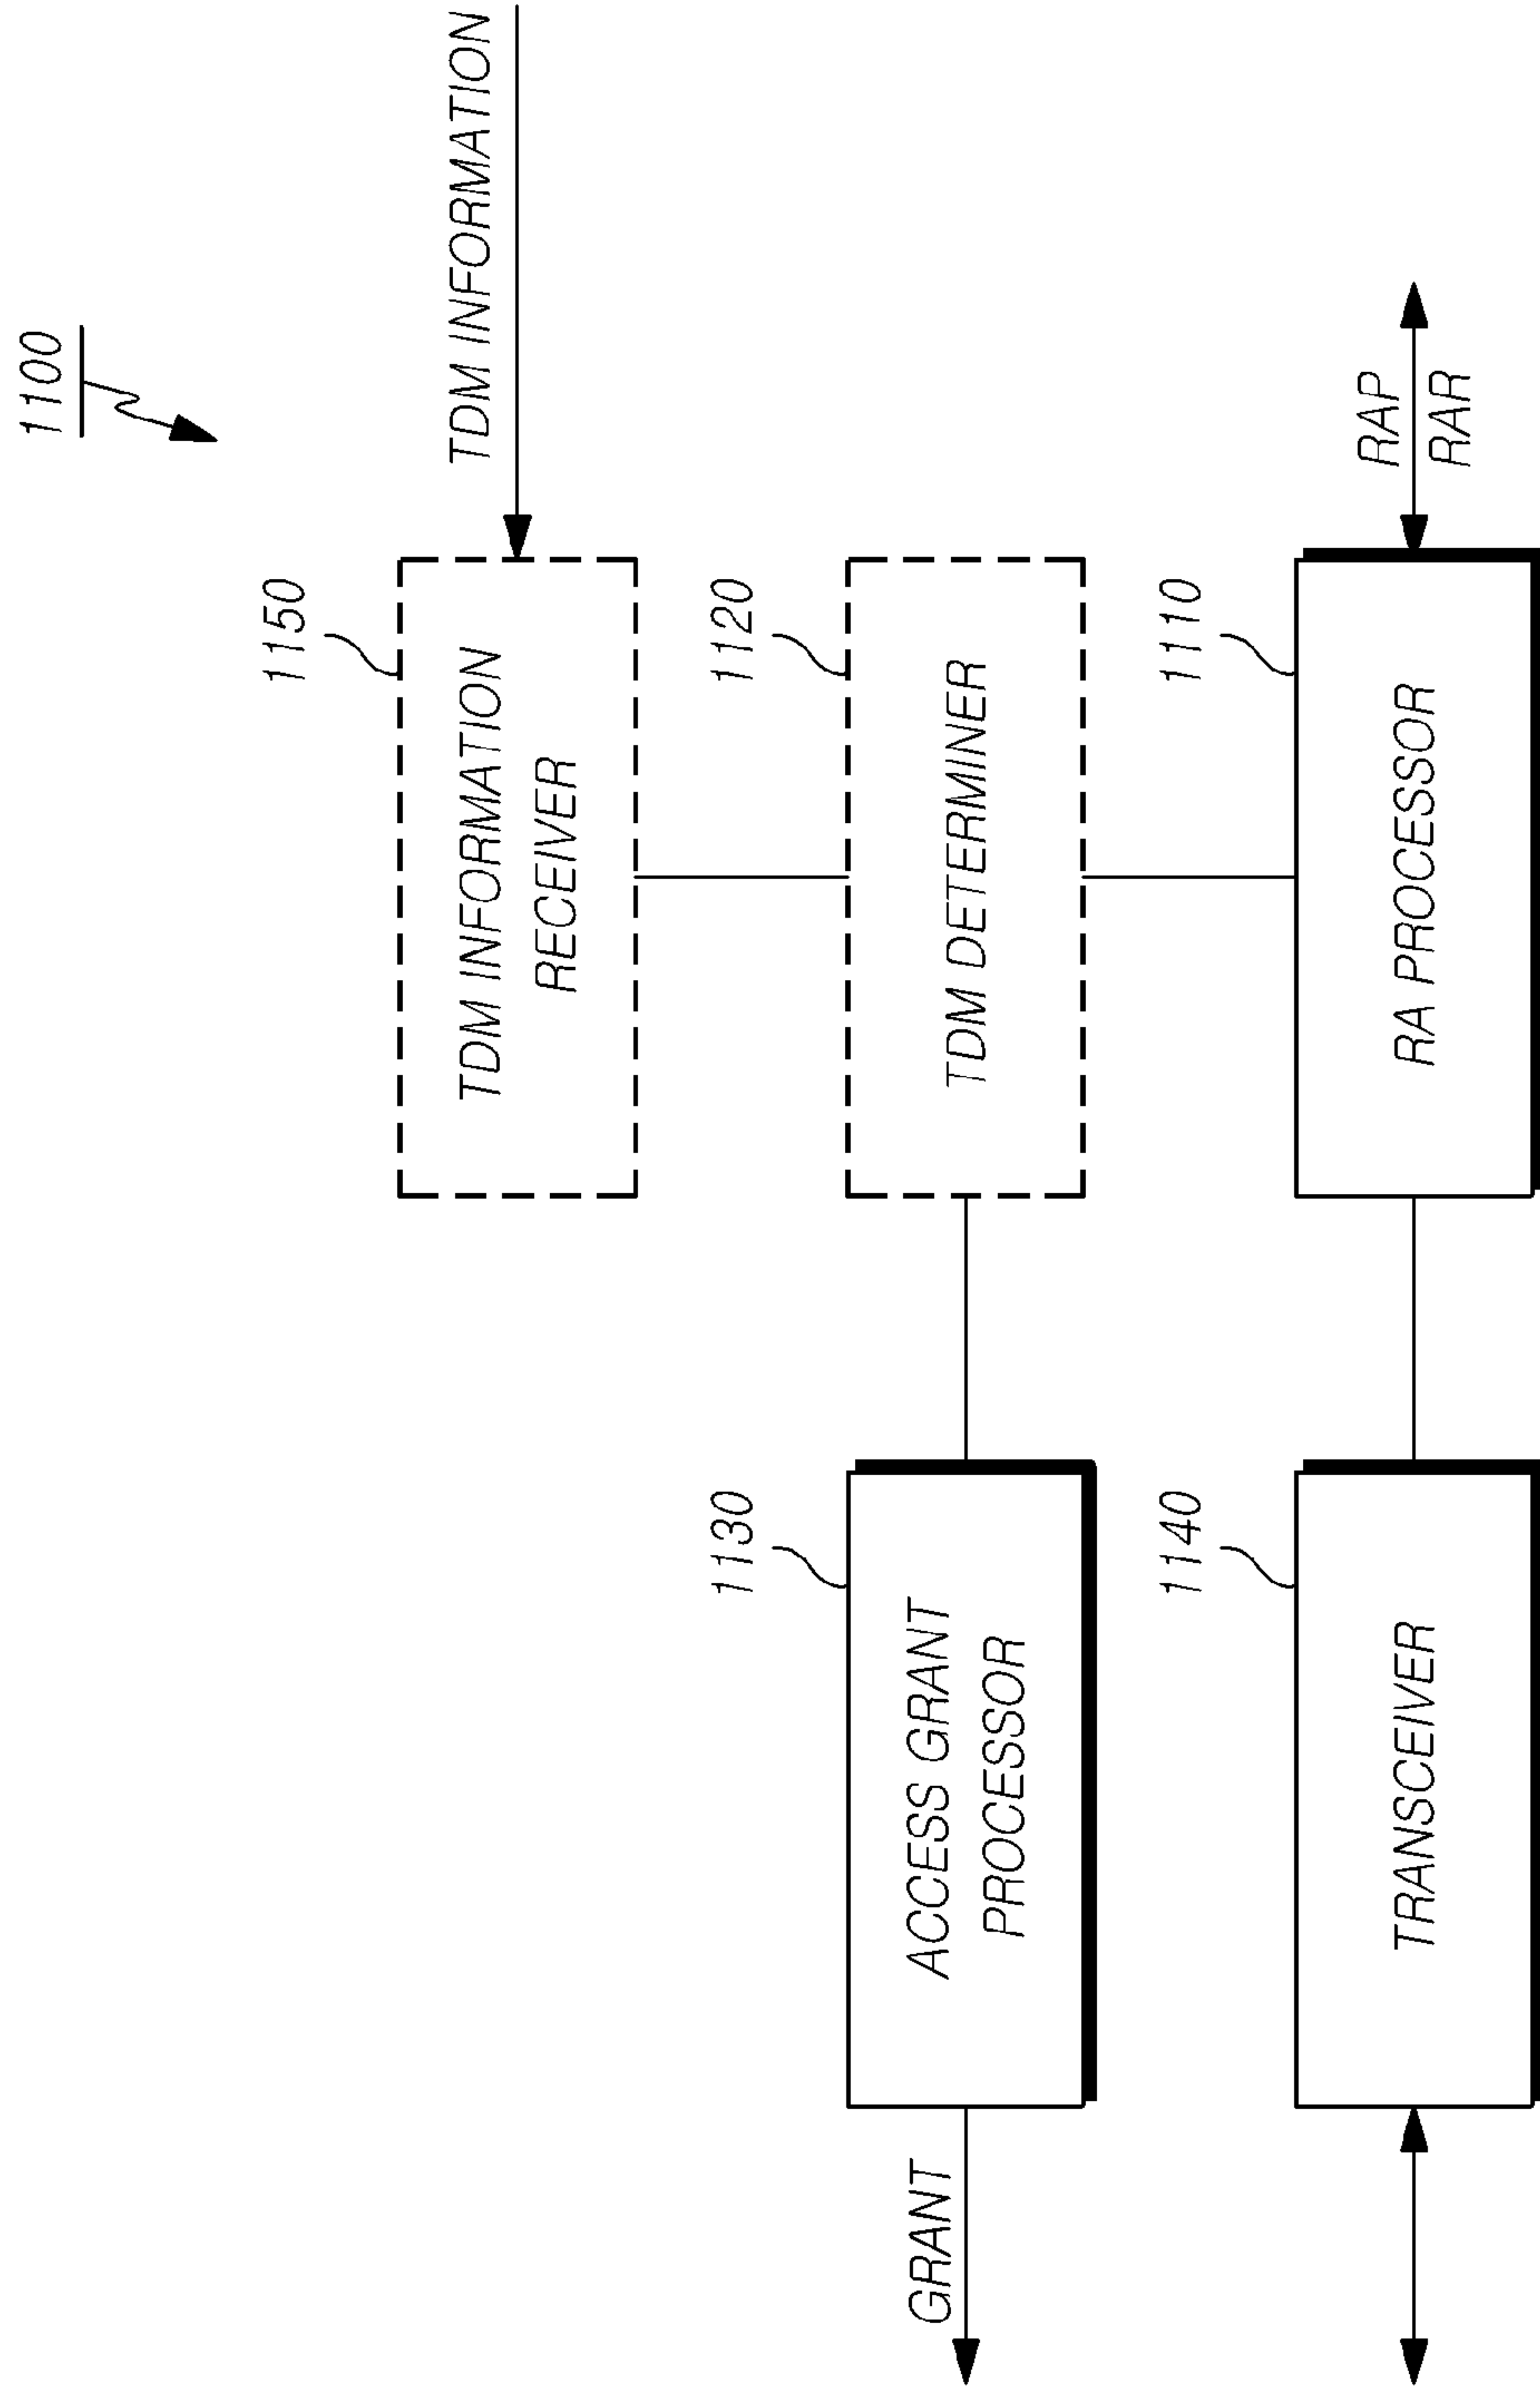 1100
TDM INFORMATION
1150
TDM INFORMATION
RECEIVER
GRANT
1130
ACCESS GRANT
PROCESSOR
1120
TDM DETERMINER
1140
TRANSCEIVER
1110
RA PROCESSOR
RAP
RAR